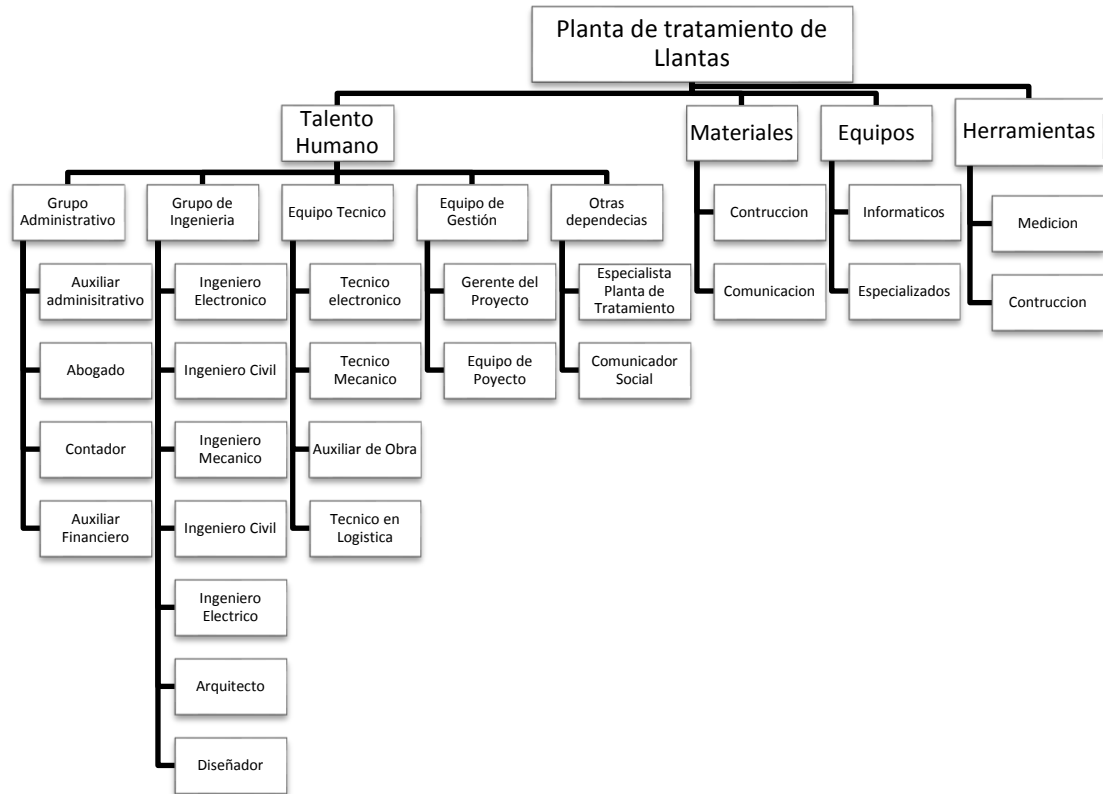 Planta de tratamiento de
Llantas
Talento
Humano
Materiales
Equipos
Herramientas
Grupo
Administrativo
Grupo de
Ingenieria
Equipo Tecnico
Equipo de
Gestión
Otras
dependecias
Contruccion
Informaticos
Medicion
Auxiliar
adminisitrativo
Ingeniero
Electronico
Tecnico
electronico
Gerente del
Proyecto
Especialista
Planta de
Tratamiento
Comunicacion
Especializados
Contruccion
Abogado
Ingeniero Civil
Tecnico
Mecanico
Equipo de
Poyecto
Comunicador
Social
Contador
Ingeniero
Mecanico
Auxiliar de Obra
Auxiliar
Financiero
Ingeniero Civil
Tecnico en
Logistica
Ingeniero
Electrico
Arquitecto
Diseñador